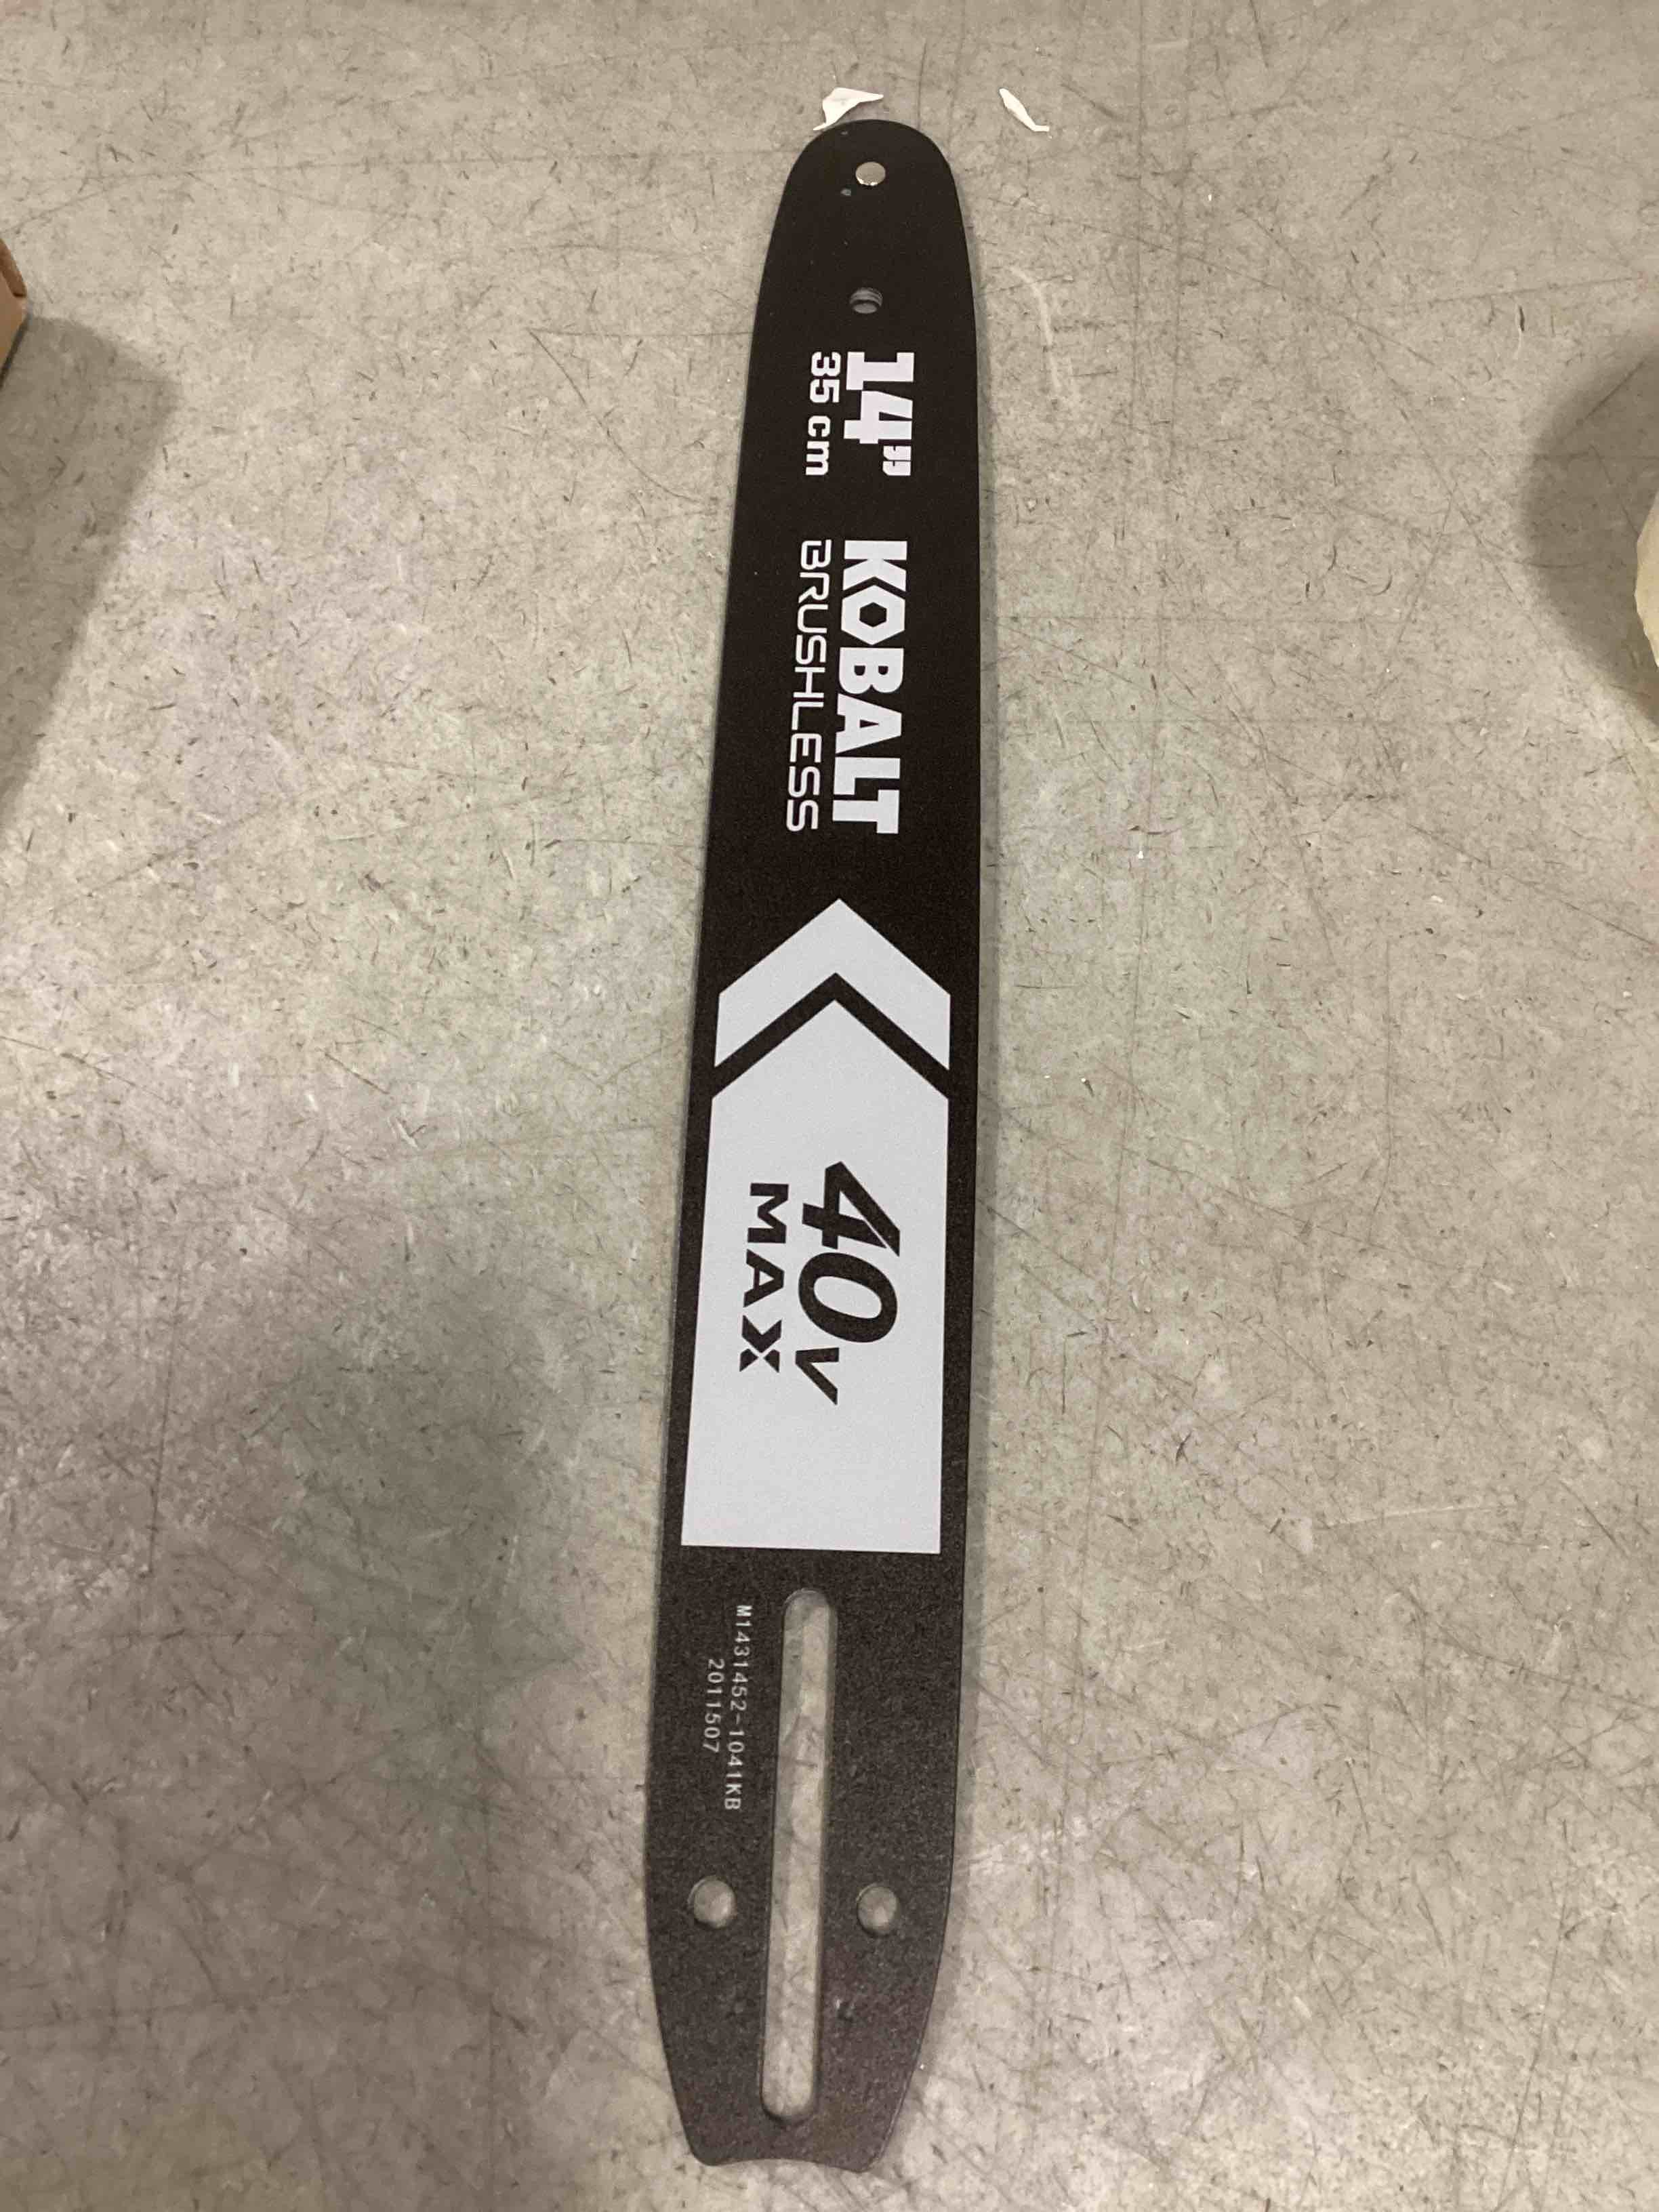 14"
35 cm
KOBALT
BRUSHLESS
40V
MAX
M1431452-1041KB
2011507